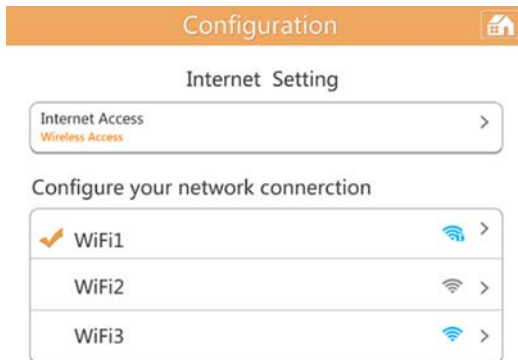 Configuration
Internet Setting
Internet Access
Wireless Access
Configure your network connerction
WiFi1
WiFi2
WiFi3